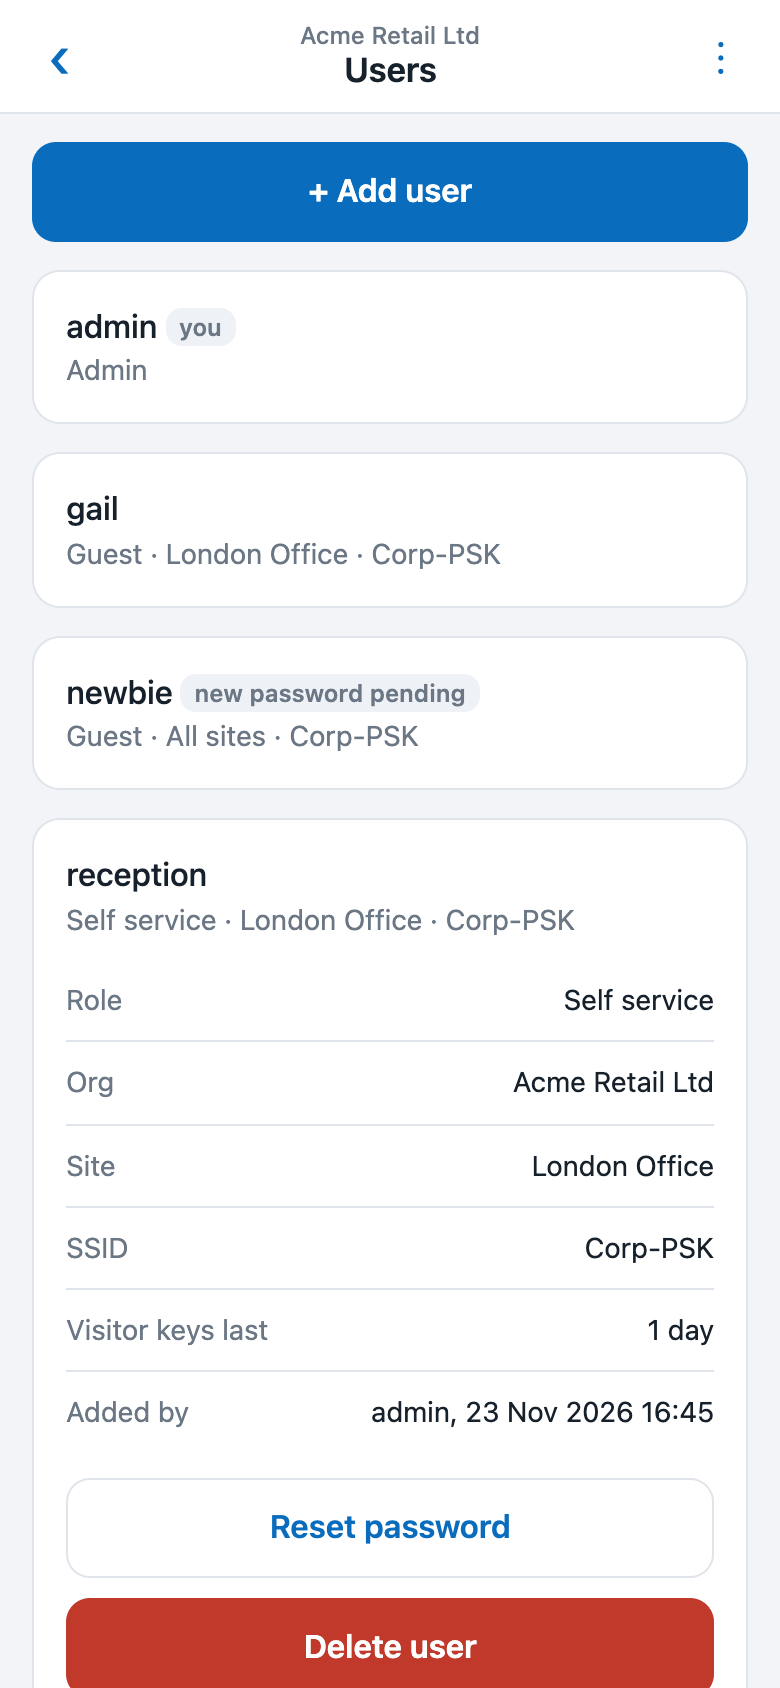 Acme Retail Ltd
Users
+ Add user
admin you
Admin
gail
Guest · London Office · Corp-PSK
newbie new password pending
Guest · All sites · Corp-PSK
reception
Self service · London Office · Corp-PSK
Role Self service
Org Acme Retail Ltd
Site London Office
SSID Corp-PSK
Visitor keys last 1 day
Added by admin, 23 Nov 2026 16:45
Reset password
Delete user